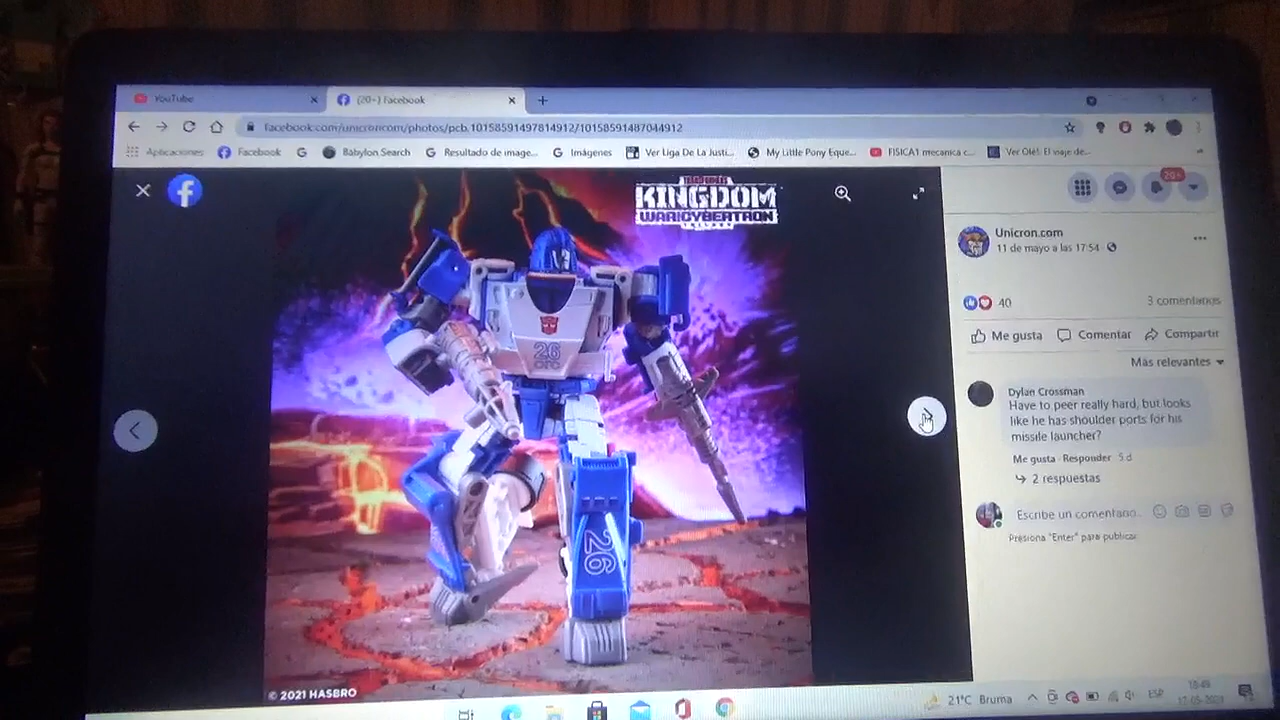 YouTube
(20+) Facebook
facebook.com/unicroncom/photos/pcb.10158591497814912/10158591487044912
Aplicaciones
Facebook
Babylon Search
Resultado de image...
Imágenes
Ver Liga De La Justi...
My Little Pony Eque...
FISICA1 mecanica c...
Ver Olé!: El viaje de...
KINGDOM
WAR CYBERTRON
TRILOGY
26
26
© 2021 HASBRO
20+
Unicron.com
11 de mayo a las 17:54
40
3 comentarios
Me gusta
Comentar
Compartir
Más relevantes
Dylan Crossman
Have to peer really hard, but looks
like he has shoulder ports for his
missile launcher?
Me gusta · Responder 5 d
2 respuestas
Escribe un comentario...
Presiona "Enter" para publicar.
21°C Bruma
ESP